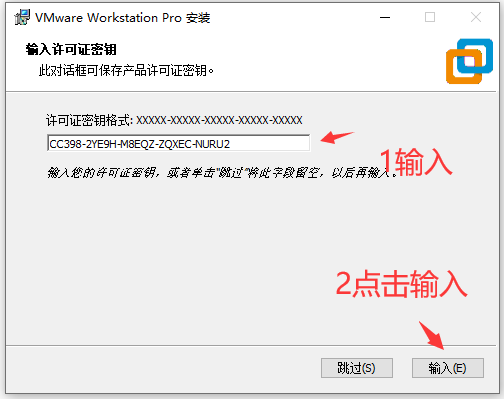 VMware Workstation Pro 安装
输入许可证密钥
此对话框可保存产品许可证密钥。
许可证密钥格式: XXXXX-XXXXX-XXXXX-XXXXX-XXXXX
CC398-2YE9H-M8EQZ-ZQXEC-NURU2
1输入
输入您的许可证密钥，或者单击“跳过”将此字段留空，以后再输入。
2点击输入
跳过(S)
输入(E)